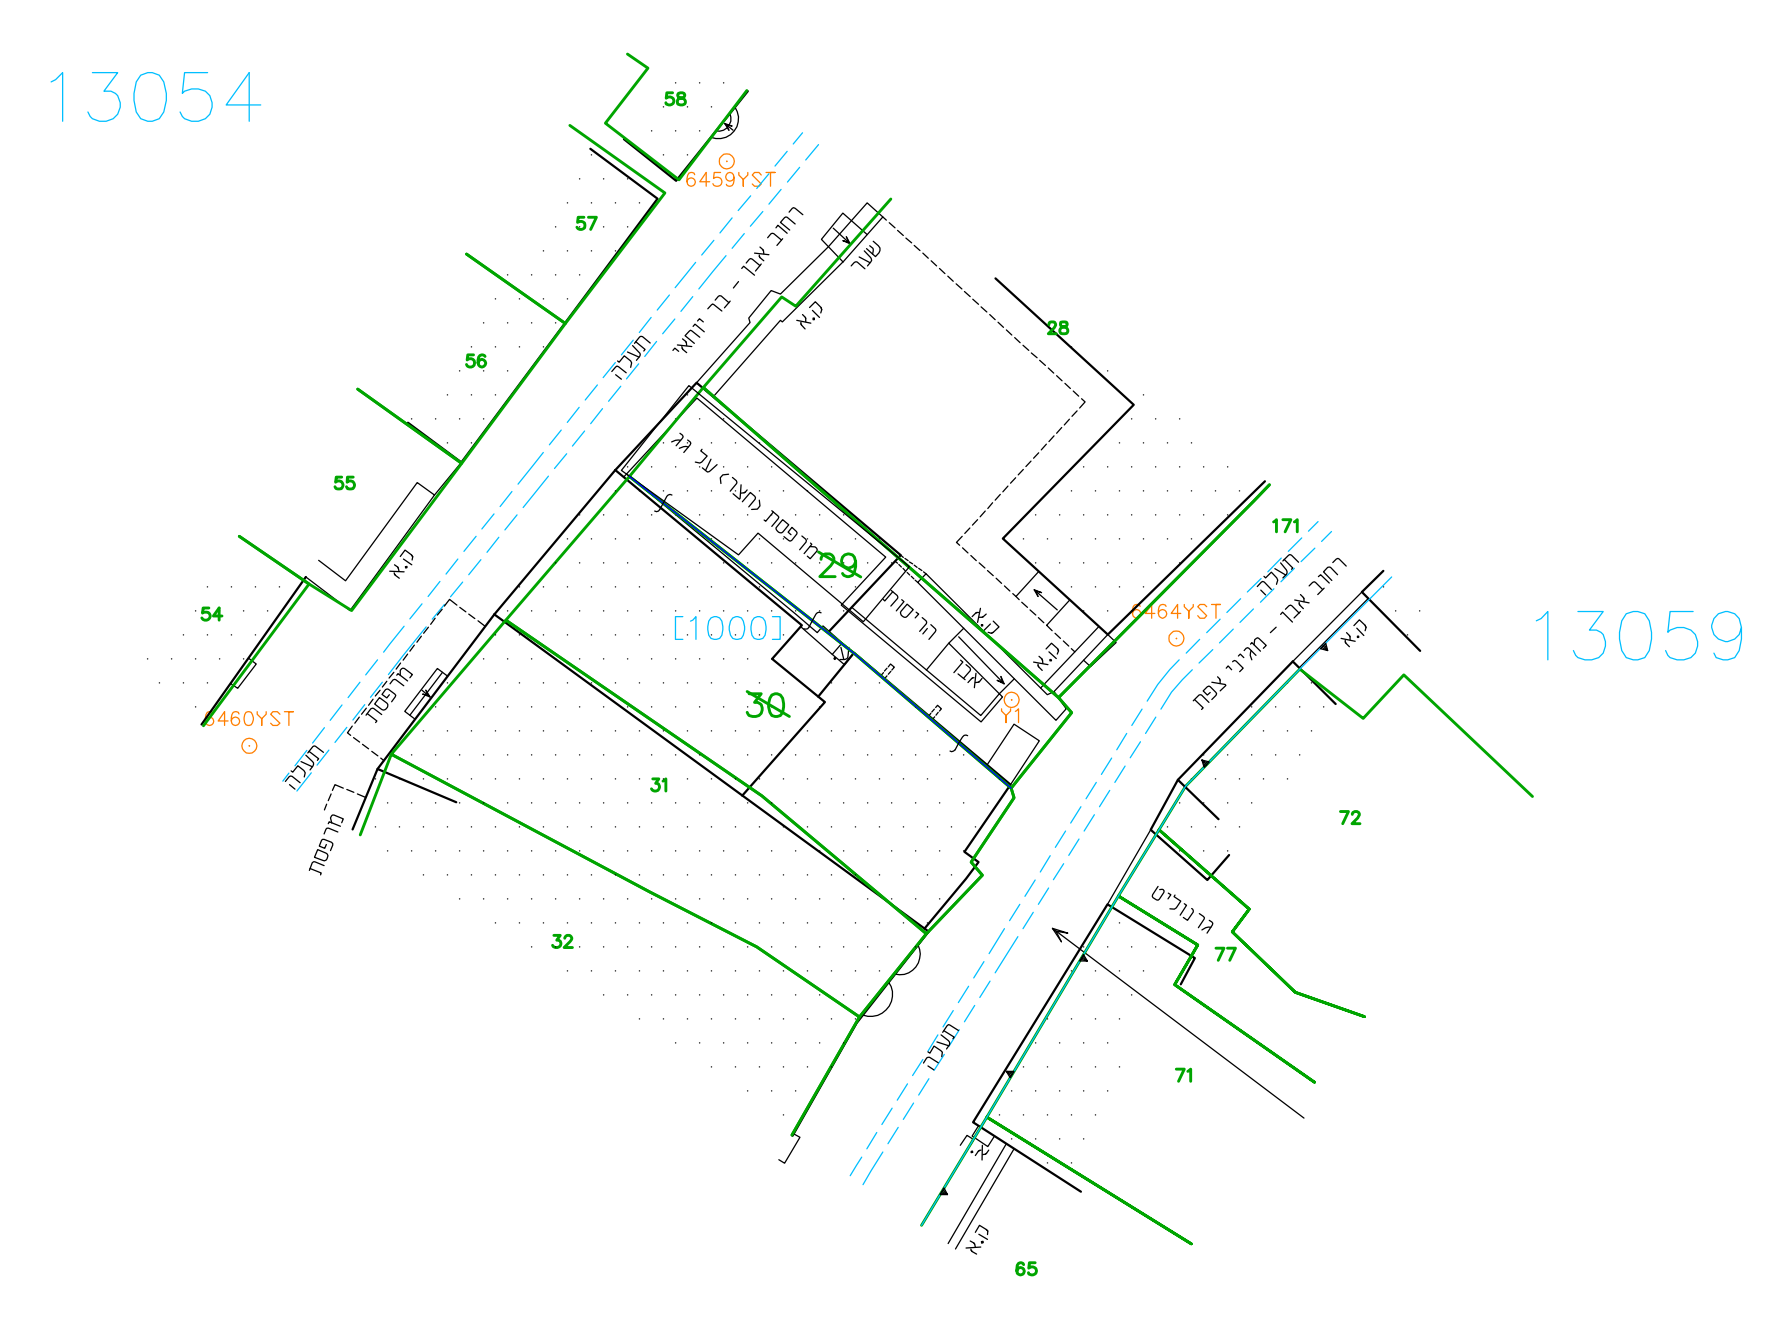 13054
58
6459YST
57
רחוב אבן - בר יוחאי
שער
56
תעלה
ק.א
28
55
ק.א
מרפסת (חצר) על גג
29
171
תעלה
54
[1000]
הריסות
ק.א
6464YST
רחוב אבן - מגיני צפת
13059
ק.א
ק.א
אבן
מרפסת
30
Y1
6460YST
תעלה
31
72
מרפסת
גרנוליט
32
77
תעלה
71
א.
ק.א
65